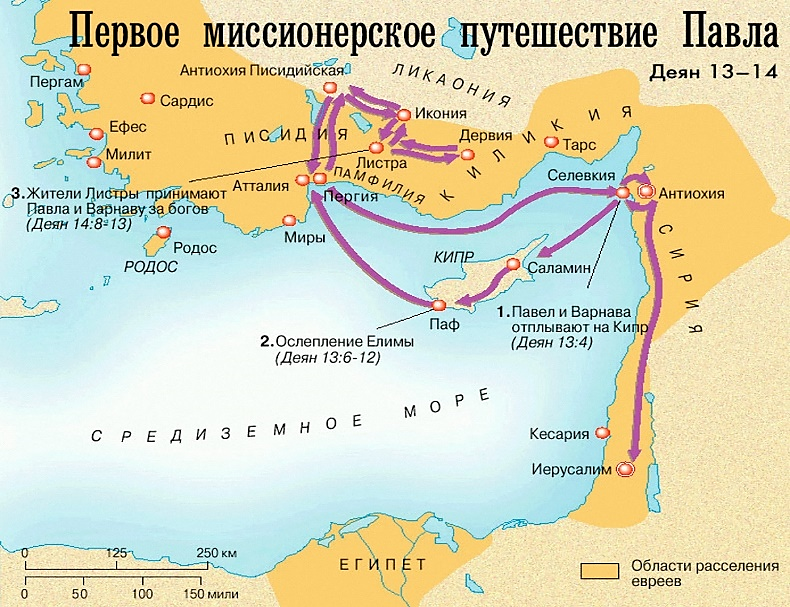 Первое миссионерское путешествие Павла
Деян 13–14
Пергам
Антиохия Писидийская
ЛИКАОНИЯ
Сардис
Икония
Ефес
ПИСИДИЯ
Дервия
КИЛИКИЯ
Тарс
Милит
Листра
3. Жители Листры принимают
Павла и Варнаву за богов
(Деян 14:8-13)
Атталия
ПАМФИЛИЯ
Пергия
Селевкия
Антиохия
Родос
РОДОС
Миры
СИРИЯ
КИПР
Саламин
Паф
1. Павел и Варнава
отплывают на Кипр
(Деян 13:4)
2. Ослепление Елимы
(Деян 13:6-12)
СРЕДИЗЕМНОЕ МОРЕ
Кесария
Иерусалим
0 125 250 км
0 50 100 150 мили
ЕГИПЕТ
Области расселения
евреев